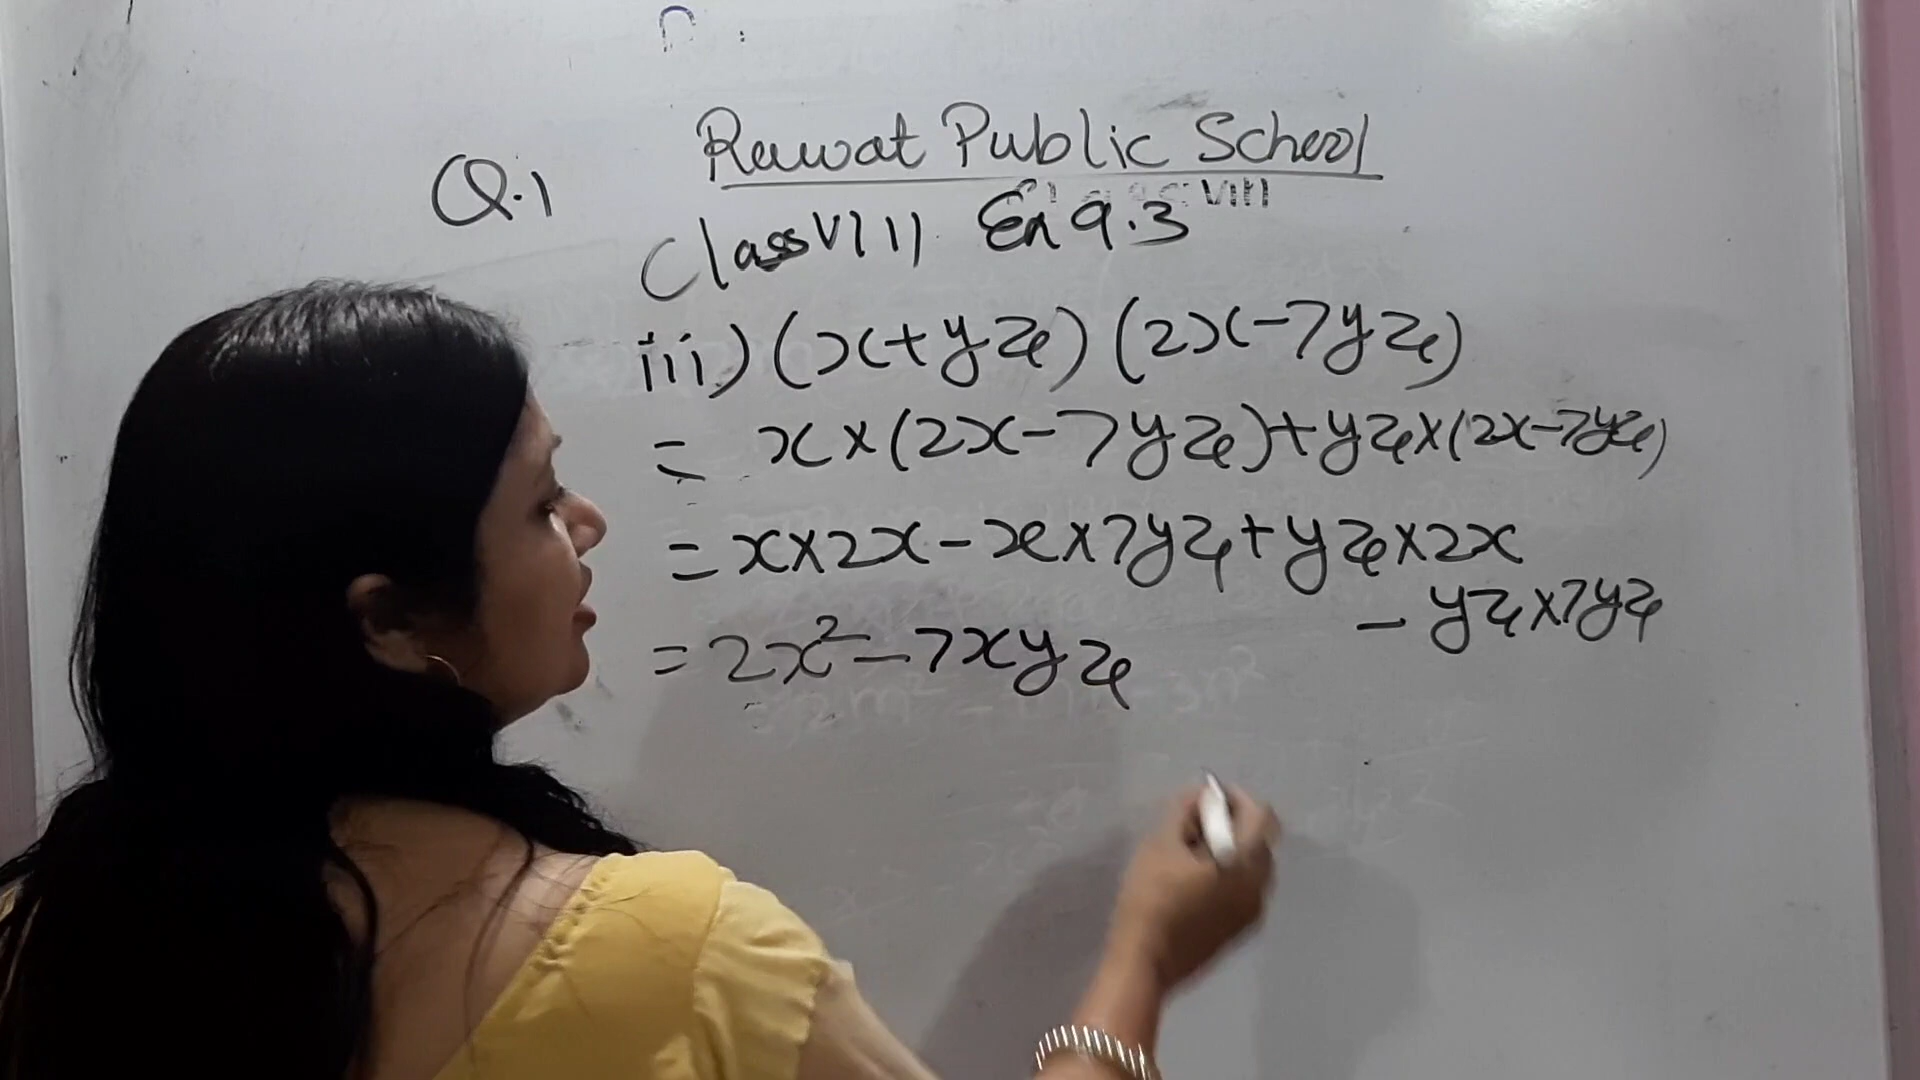 Rawat Public School
Q.1
Class VIII Ex 9.3
iii) (x+yz) (2x-7yz)
= x×(2x-7yz)+yz×(2x-7yz)
= x×2x-x×7yz+yz×2x
-yz×7yz
= 2x²-7xyz